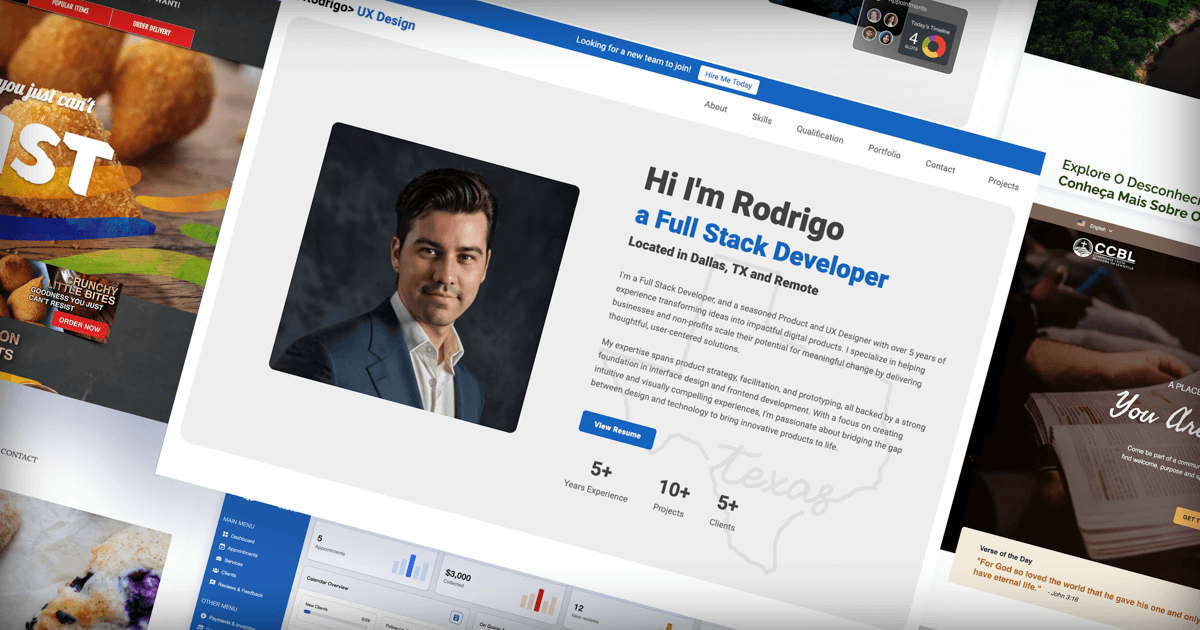 WANT!
POPULAR ITEMS
ORDER DELIVERY
you just can't
CRUNCHY
LITTLE BITES
GOODNESS YOU JUST
CAN'T RESIST
ORDER NOW
CONTACT
Rodrigo> UX Design
Looking for a new team to join!
Hire Me Today
About
Skills
Qualification
Portfolio
Contact
Projects
Hi I'm Rodrigo
a Full Stack Developer
Located in Dallas, TX and Remote
I'm a Full Stack Developer, and a seasoned Product and UX Designer with over 5 years of
experience transforming ideas into impactful digital products. I specialize in helping
businesses and non-profits scale their potential for meaningful change by delivering
thoughtful, user-centered solutions.
My expertise spans product strategy, facilitation, and prototyping, all backed by a strong
foundation in interface design and frontend development. With a focus on creating
intuitive and visually compelling experiences, I'm passionate about bridging the gap
between design and technology to bring innovative products to life.
View Resume
texas
5+
Years Experience
10+
Projects
5+
Clients
Appointments
Today's Timeline
4
SLOTS
Explore O Desconheci
Conheça Mais Sobre O
English
CCBL
A PLACE
You Are
Come be part of a commu
find welcome, purpose and s
GET T
Verse of the Day
"For God so loved the world that he gave his one and only
have eternal life." - John 3:16
MAIN MENU
Dashboard
Appointments
Services
Clients
Reviews & Feedback
OTHER MENU
Payments & Invoicing
5
Appointments
$3,000
Collected
12
New reviews
Calendar Overview
New Clients